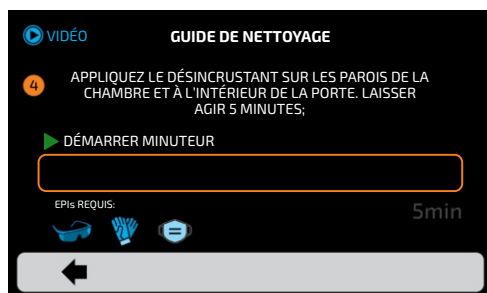 VIDÉO
GUIDE DE NETTOYAGE
4
APPLIQUEZ LE DÉSINCRUSTANT SUR LES PAROIS DE LA
CHAMBRE ET À L'INTÉRIEUR DE LA PORTE. LAISSER
AGIR 5 MINUTES;
DÉMARRER MINUTEUR
EPIs REQUIS:
5min